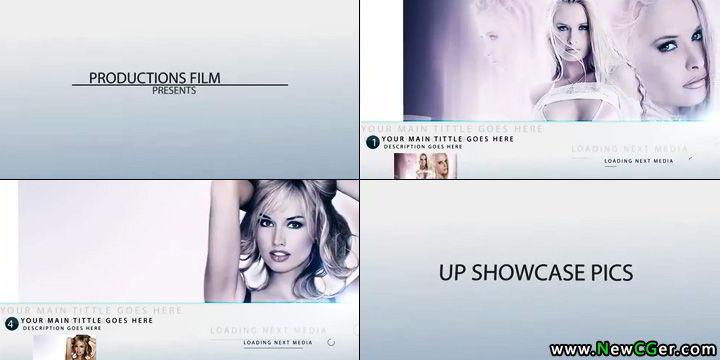 PRODUCTIONS FILM
PRESENTS
YOUR MAIN TITTLE GOES HERE
1 YOUR MAIN TITTLE GOES HERE
DESCRIPTION GOES HERE
LOADING NEXT MEDIA
LOADING NEXT MEDIA
YOUR MAIN TITTLE GOES HERE
4 YOUR MAIN TITTLE GOES HERE
DESCRIPTION GOES HERE
LOADING NEXT MEDIA
LOADING NEXT MEDIA
UP SHOWCASE PICS
www.NewCGer.com